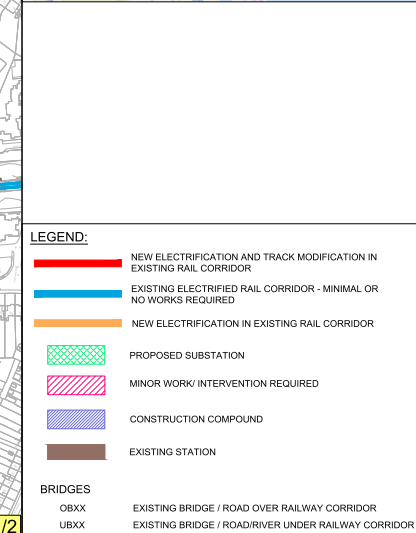 LEGEND:
NEW ELECTRIFICATION AND TRACK MODIFICATION IN
EXISTING RAIL CORRIDOR
EXISTING ELECTRIFIED RAIL CORRIDOR - MINIMAL OR
NO WORKS REQUIRED
NEW ELECTRIFICATION IN EXISTING RAIL CORRIDOR
PROPOSED SUBSTATION
MINOR WORK/ INTERVENTION REQUIRED
CONSTRUCTION COMPOUND
EXISTING STATION
BRIDGES
OBXX EXISTING BRIDGE / ROAD OVER RAILWAY CORRIDOR
UBXX EXISTING BRIDGE / ROAD/RIVER UNDER RAILWAY CORRIDOR
/2